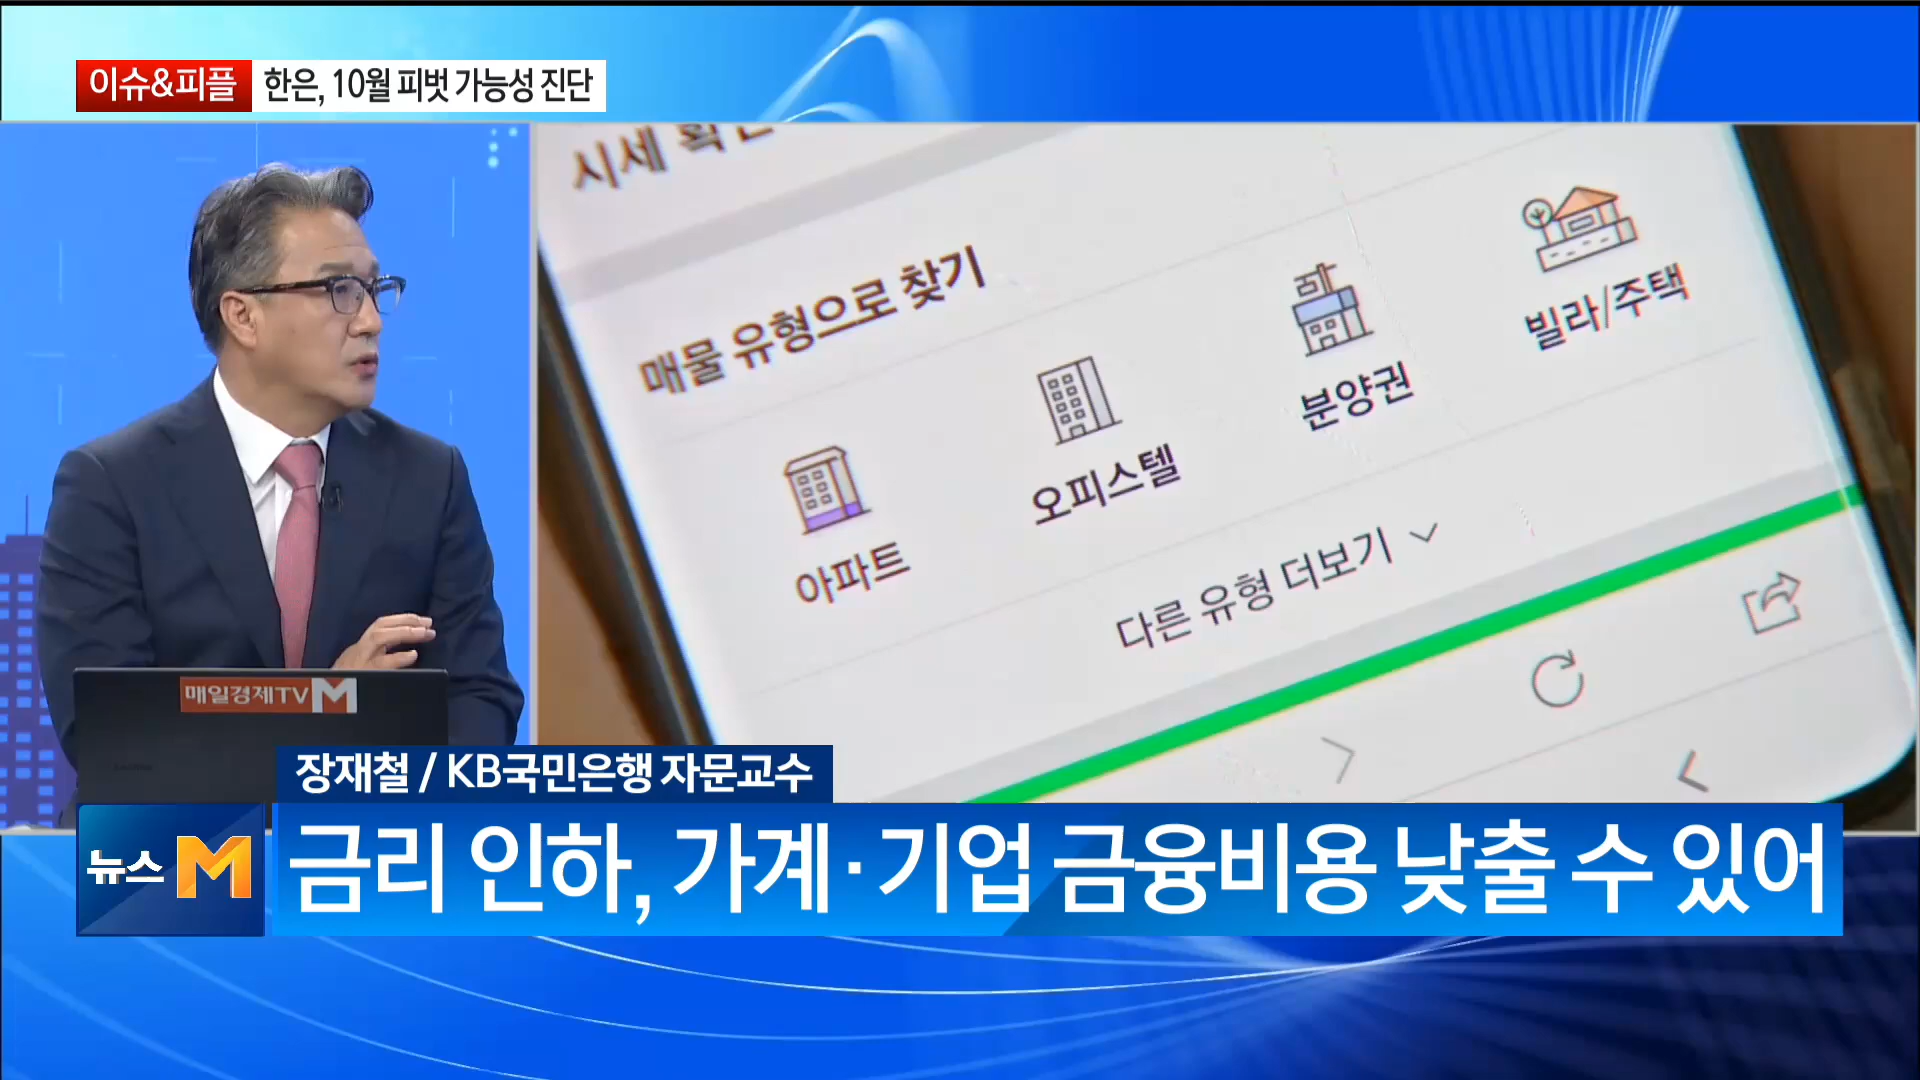 이슈&피플 한은, 10월 피벗 가능성 진단
시세 확인
매물 유형으로 찾기
아파트 오피스텔 분양권 빌라/주택
다른 유형 더보기
매일경제TV M
장재철 / KB국민은행 자문교수
뉴스 M
금리 인하, 가계·기업 금융비용 낮출 수 있어